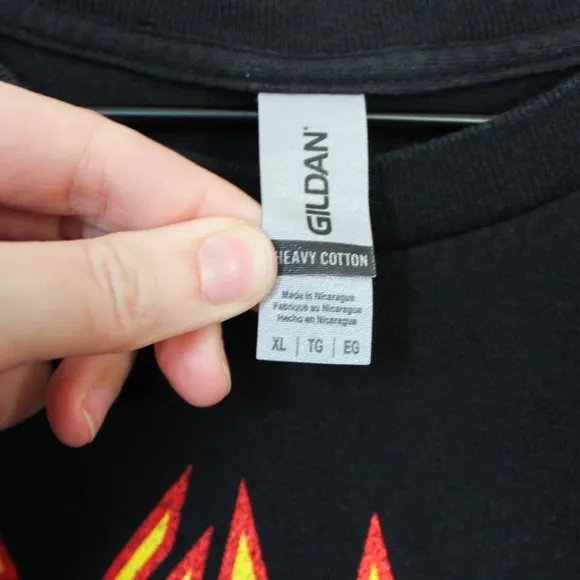 GILDAN
HEAVY COTTON
Made in Nicaragua
Fabriqué au Nicaragua
Hecho en Nicaragua
XL | TG | EG